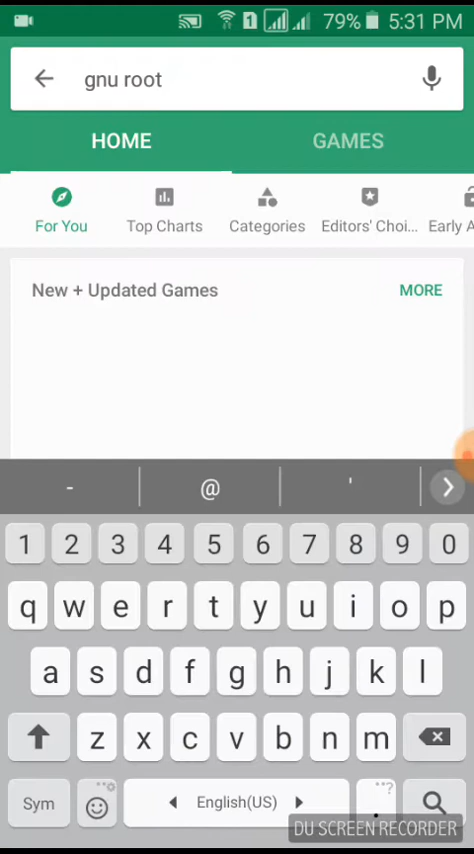 1 79% 5:31 PM
gnu root
HOME GAMES
For You Top Charts Categories Editors' Choi... Early A
New + Updated Games MORE
- @ '
1 2 3 4 5 6 7 8 9 0
q w e r t y u i o p
a s d f g h j k l
z x c v b n m
Sym English(US) . ?
DU SCREEN RECORDER